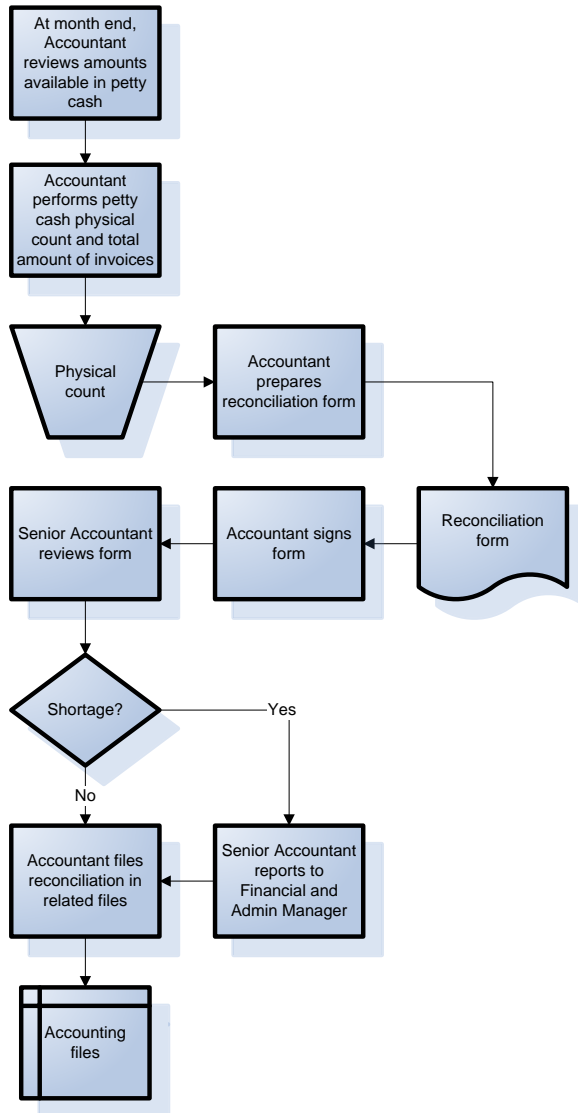 At month end,
Accountant
reviews amounts
available in petty
cash
Accountant
performs petty
cash physical
count and total
amount of invoices
Physical
count
Accountant
prepares
reconciliation form
Reconciliation
form
Accountant signs
form
Senior Accountant
reviews form
Shortage?
Yes
No
Senior Accountant
reports to
Financial and
Admin Manager
Accountant files
reconciliation in
related files
Accounting
files